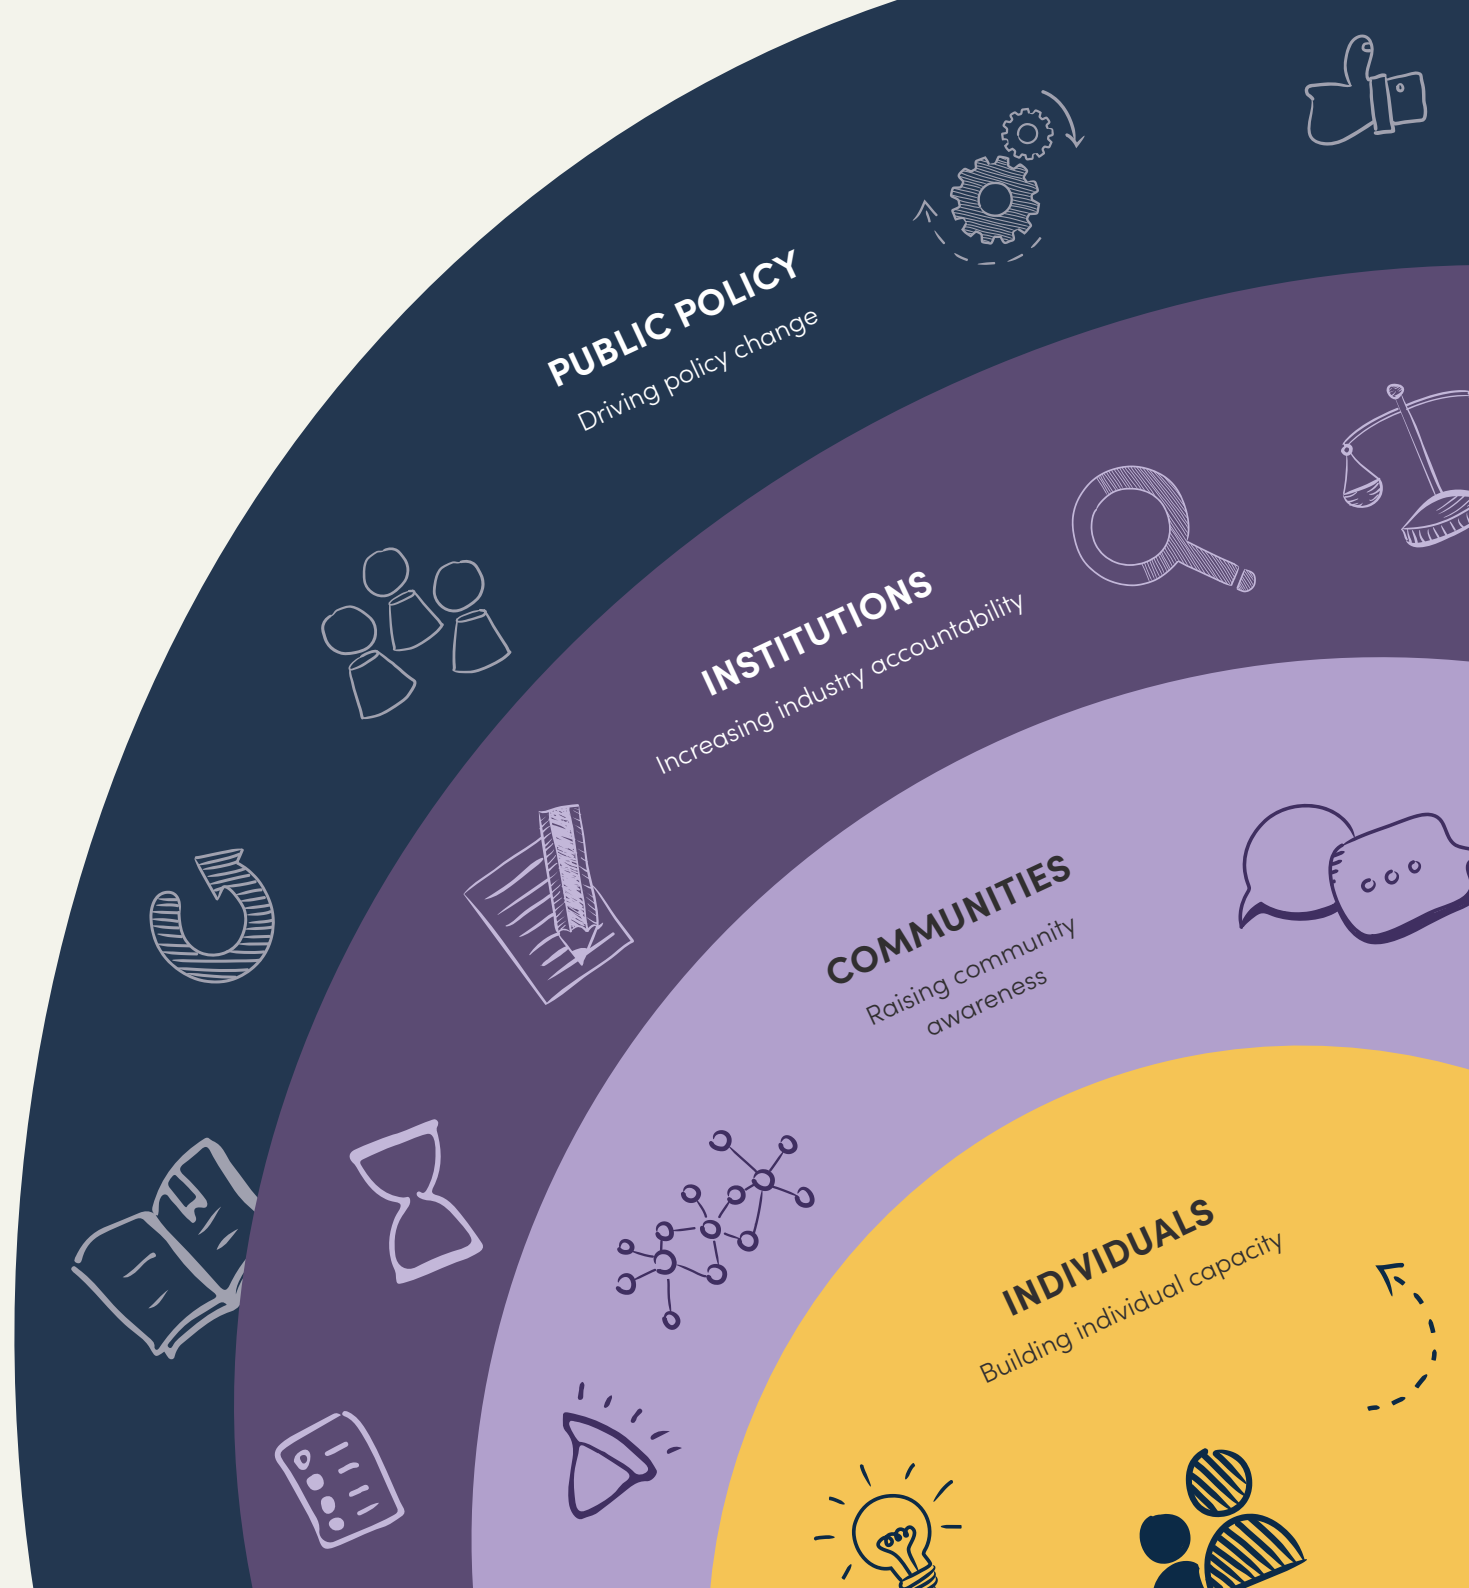 PUBLIC POLICY
Driving policy change
INSTITUTIONS
Increasing industry accountability
COMMUNITIES
Raising community
awareness
INDIVIDUALS
Building individual capacity